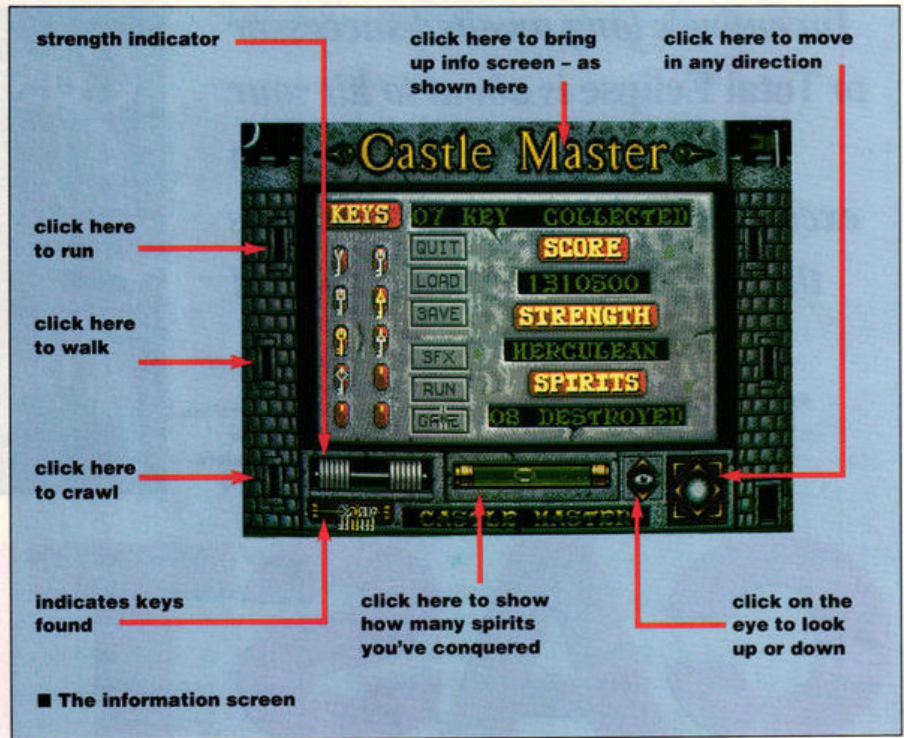 strength indicator
click here to bring
up info screen – as
shown here
click here to move
in any direction
Castle Master
KEYS
07 KEY COLLECTED
QUIT
SCORE
LOAD
1310500
SAVE
STRENGTH
SFX
HERCULEAN
RUN
SPIRITS
GAME
08 DESTROYED
CASTLE MASTER
click here
to run
click here
to walk
click here
to crawl
indicates keys
found
click here to show
how many spirits
you've conquered
click on the
eye to look
up or down
■ The information screen